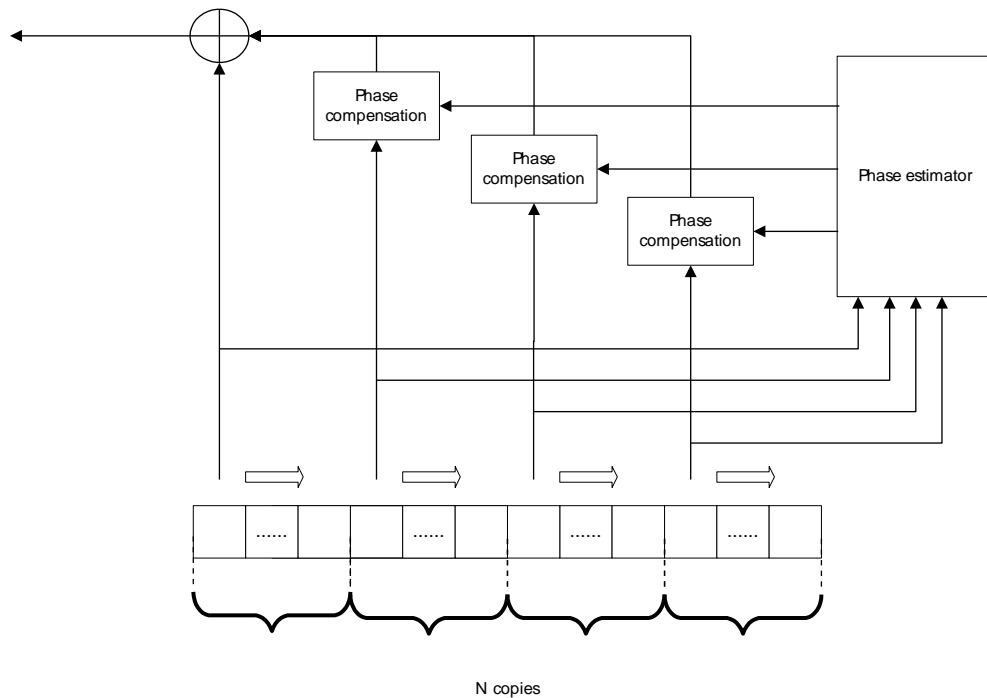 Phase
compensation
Phase
compensation
Phase estimator
Phase
compensation
...... ...... ...... ......
N copies